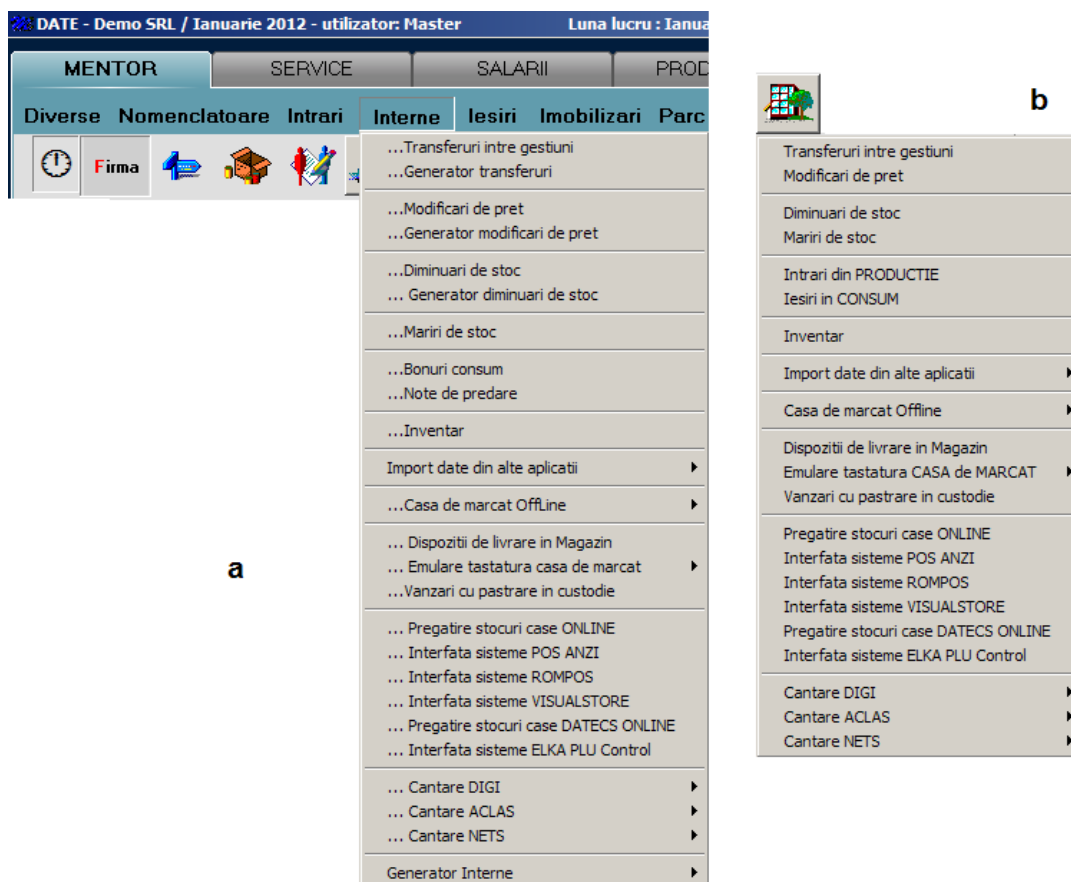 DATE - Demo SRL / Ianuarie 2012 - utilizator: Master Luna lucru : Ianua
MENTOR SERVICE SALARII PROD
Diverse Nomenclatoare Intrari Interne Iesiri Imobilizari Parc
Firma
...Transferuri intre gestiuni
...Generator transferuri
...Modificari de pret
...Generator modificari de pret
...Diminuari de stoc
... Generator diminuari de stoc
...Mariri de stoc
...Bonuri consum
...Note de predare
...Inventar
Import date din alte aplicatii
...Casa de marcat OffLine
... Dispozitii de livrare in Magazin
... Emulare tastatura casa de marcat
...Vanzari cu pastrare in custodie
... Pregatire stocuri case ONLINE
... Interfata sisteme POS ANZI
... Interfata sisteme ROMPOS
... Interfata sisteme VISUALSTORE
... Pregatire stocuri case DATECS ONLINE
... Interfata sisteme ELKA PLU Control
... Cantare DIGI
... Cantare ACLAS
... Cantare NETS
Generator Interne
a
b
Transferuri intre gestiuni
Modificari de pret
Diminuari de stoc
Mariri de stoc
Intrari din PRODUCTIE
Iesiri in CONSUM
Inventar
Import date din alte aplicatii
Casa de marcat Offline
Dispozitii de livrare in Magazin
Emulare tastatura CASA de MARCAT
Vanzari cu pastrare in custodie
Pregatire stocuri case ONLINE
Interfata sisteme POS ANZI
Interfata sisteme ROMPOS
Interfata sisteme VISUALSTORE
Pregatire stocuri case DATECS ONLINE
Interfata sisteme ELKA PLU Control
Cantare DIGI
Cantare ACLAS
Cantare NETS